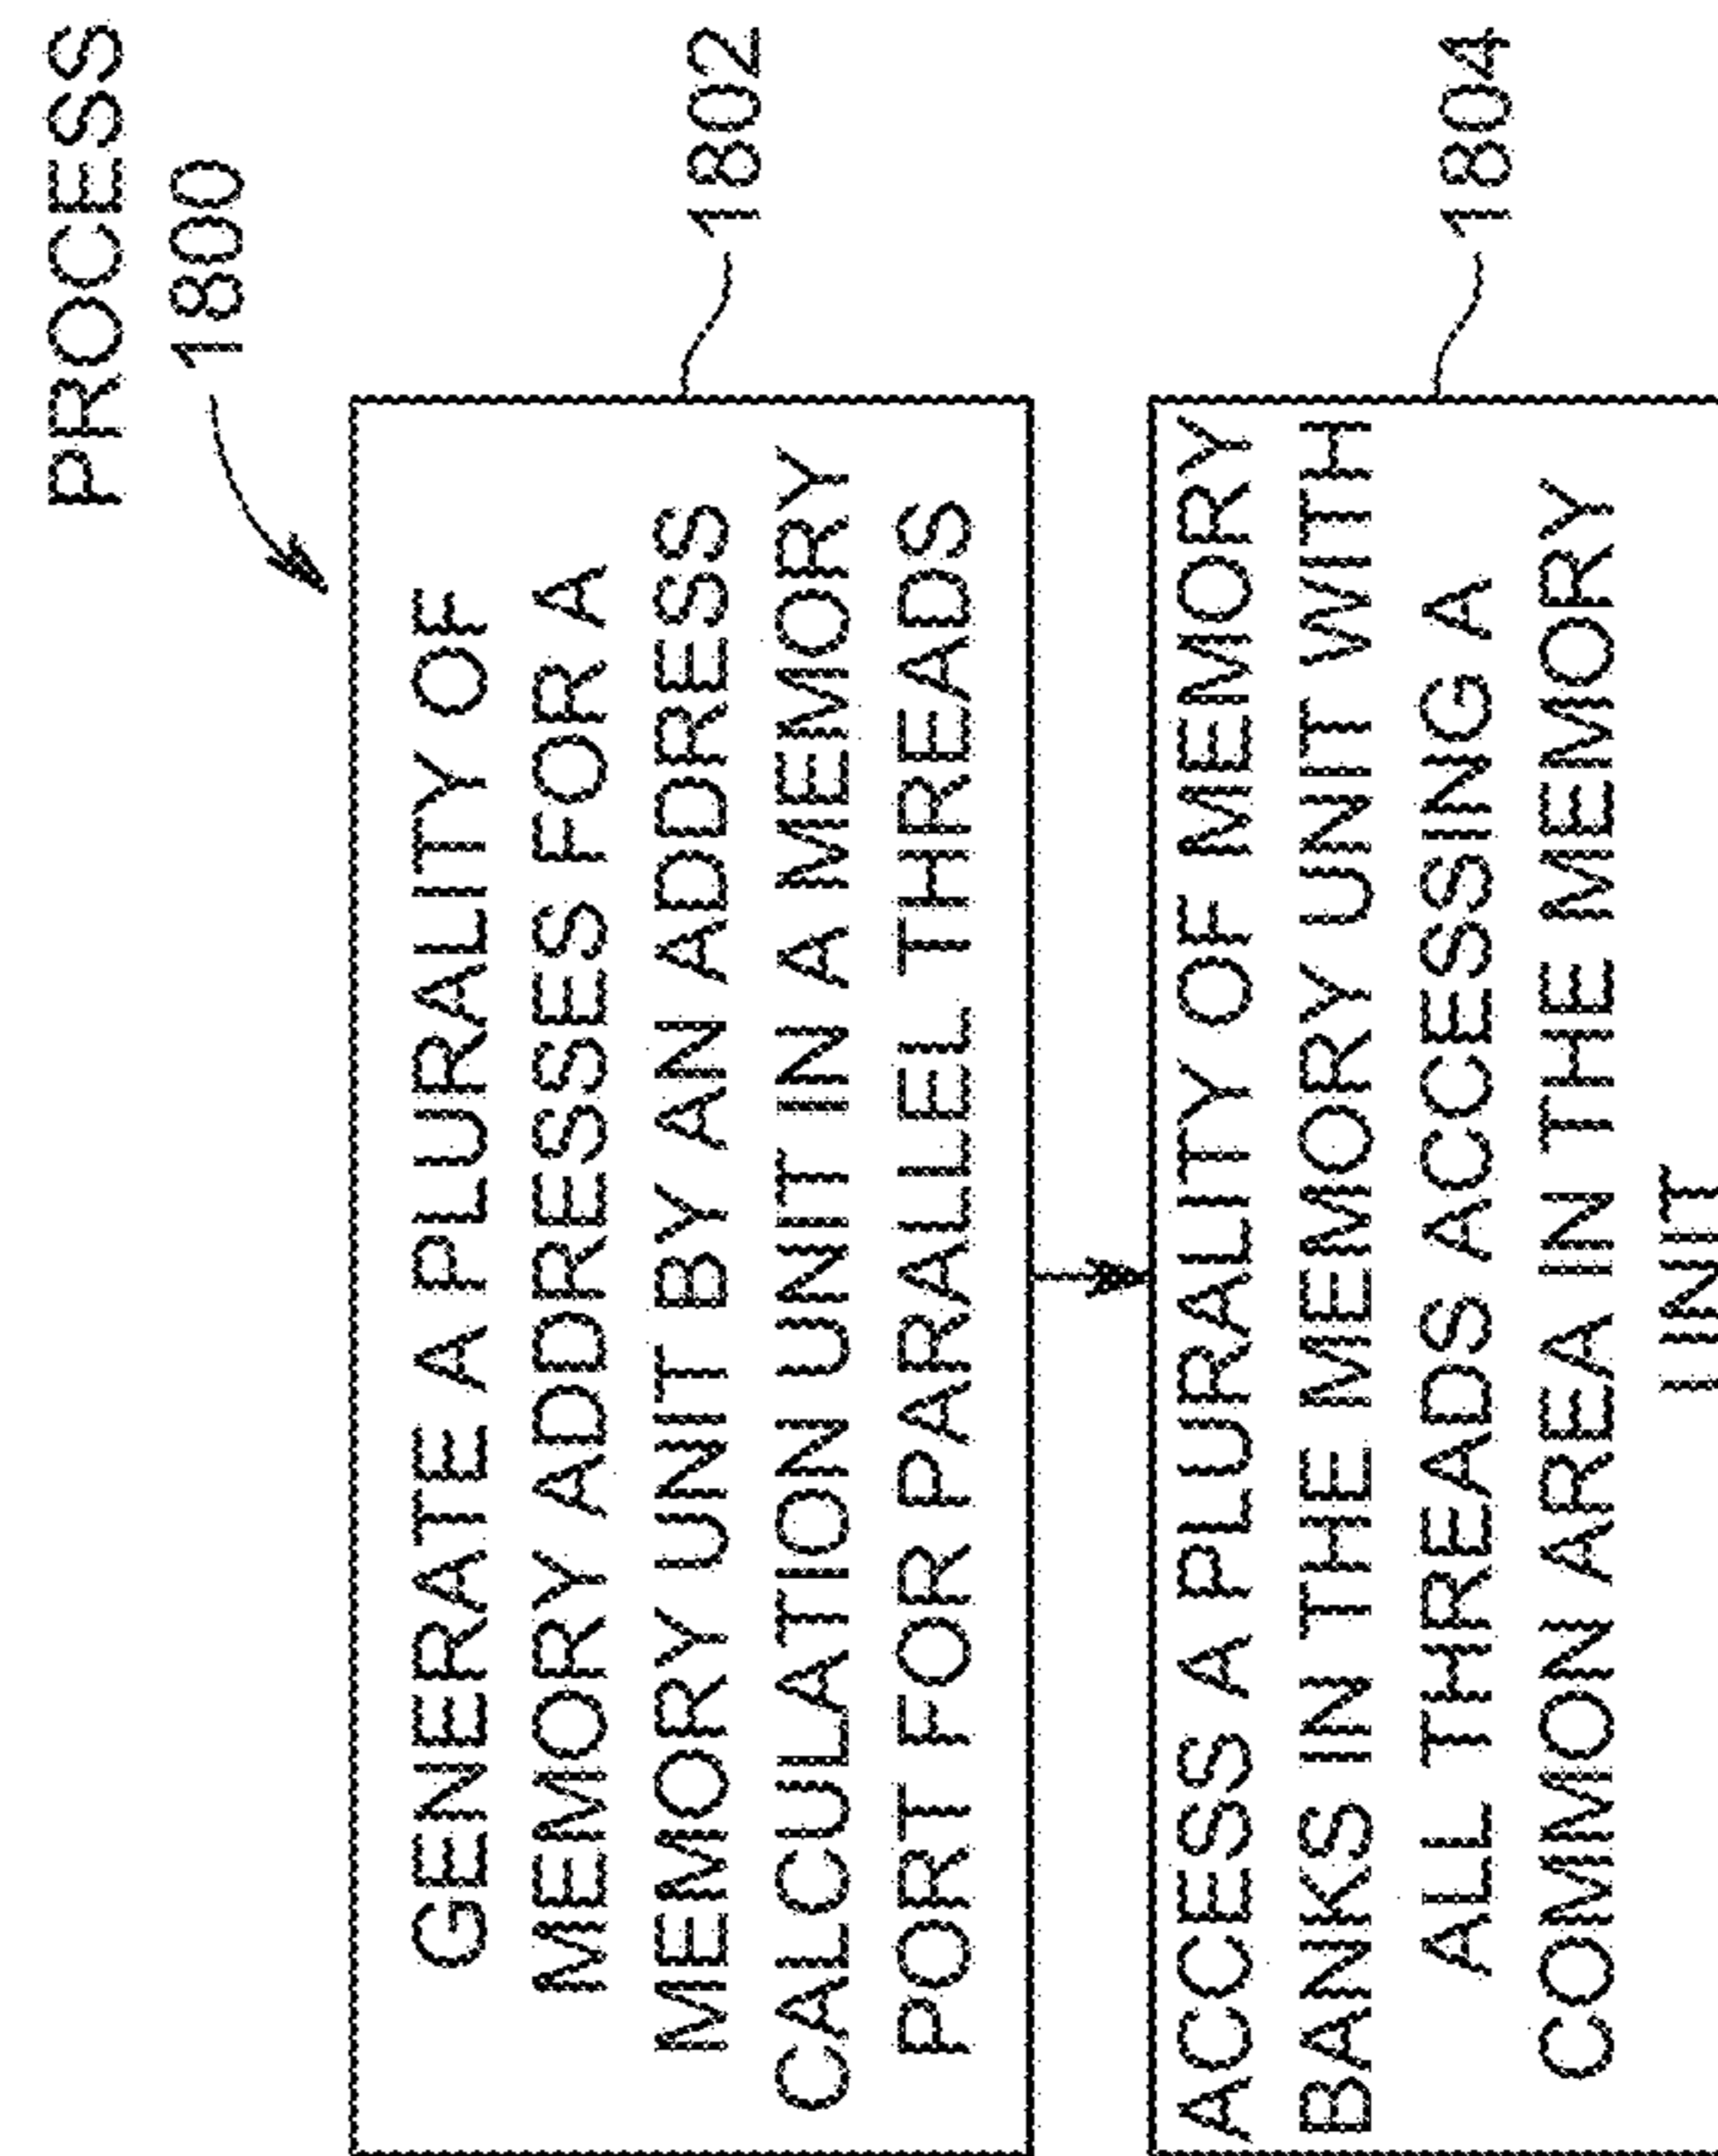 PROCESS
1800
GENERATE A PLURALITY OF
MEMORY ADDRESSES FOR A
MEMORY UNIT BY AN ADDRESS
CALCULATION UNIT IN A MEMORY
PORT FOR PARALLEL THREADS
1802
ACCESS A PLURALITY OF MEMORY
BANKS IN THE MEMORY UNIT WITH
ALL THREADS ACCESSING A
COMMON AREA IN THE MEMORY
UNIT
1804